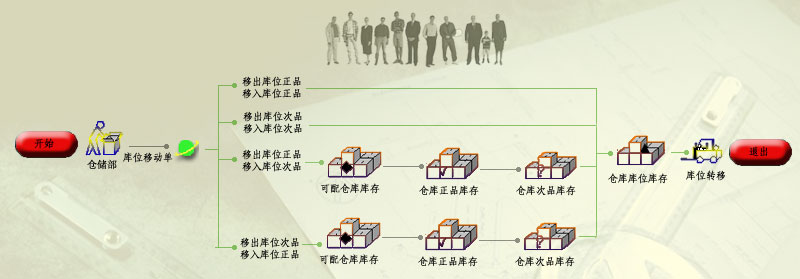 移出库位正品
移入库位正品
移出库位次品
移入库位次品
开始
仓储部
库位移动单
移出库位正品
移入库位次品
可配仓库库存
仓库正品库存
仓库次品库存
仓库库位库存
库位转移
退出
移出库位次品
移入库位正品
可配仓库库存
仓库正品库存
仓库次品库存